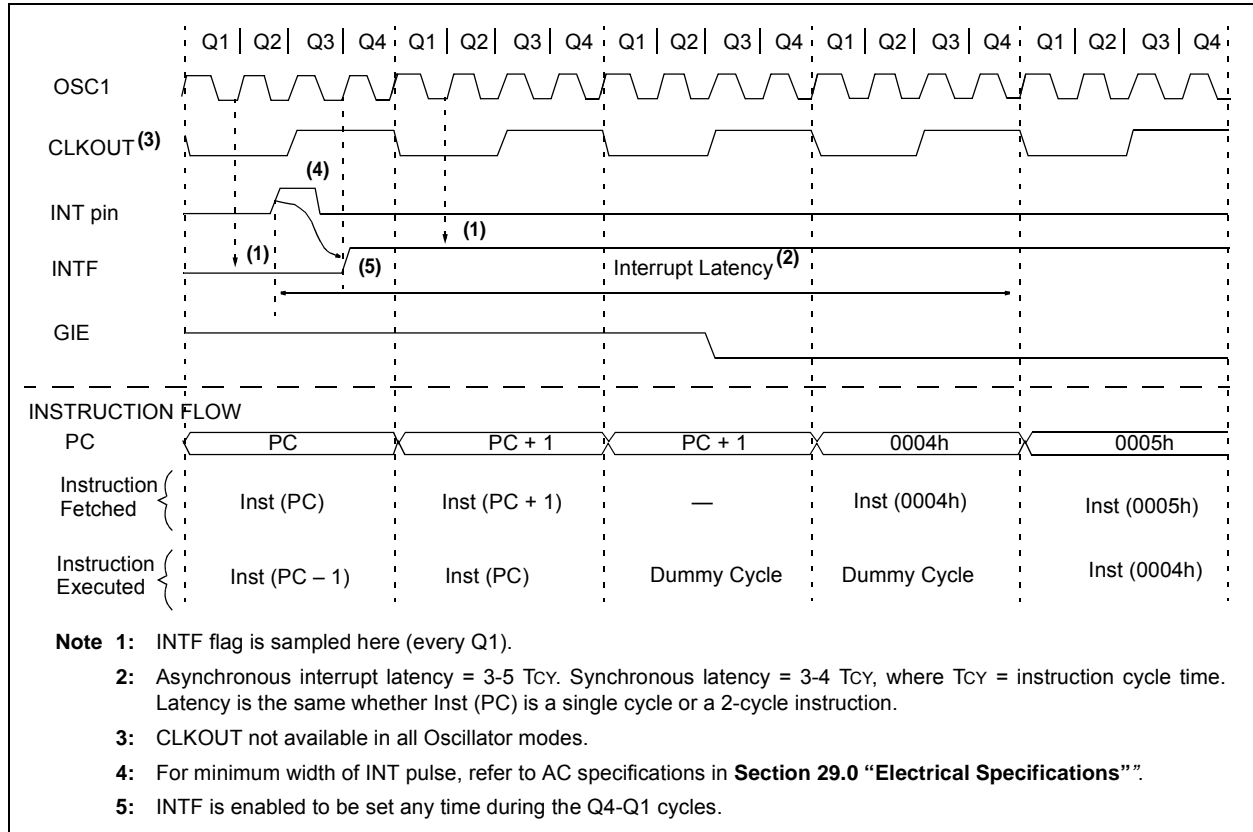 Q1 | Q2 | Q3 | Q4 Q1 | Q2 | Q3 | Q4 Q1 | Q2 | Q3 | Q4 Q1 | Q2 | Q3 | Q4 Q1 | Q2 | Q3 | Q4
OSC1
CLKOUT (3)
(4)
INT pin
(1) (1)
INTF (5) Interrupt Latency (2)
GIE
INSTRUCTION FLOW
PC PC PC + 1 PC + 1 0004h 0005h
Instruction
Fetched Inst (PC) Inst (PC + 1) — Inst (0004h) Inst (0005h)
Instruction
Executed Inst (PC – 1) Inst (PC) Dummy Cycle Dummy Cycle Inst (0004h)
Note 1: INTF flag is sampled here (every Q1).
2: Asynchronous interrupt latency = 3-5 TCY. Synchronous latency = 3-4 TCY, where TCY = instruction cycle time.
Latency is the same whether Inst (PC) is a single cycle or a 2-cycle instruction.
3: CLKOUT not available in all Oscillator modes.
4: For minimum width of INT pulse, refer to AC specifications in Section 29.0 “Electrical Specifications””.
5: INTF is enabled to be set any time during the Q4-Q1 cycles.